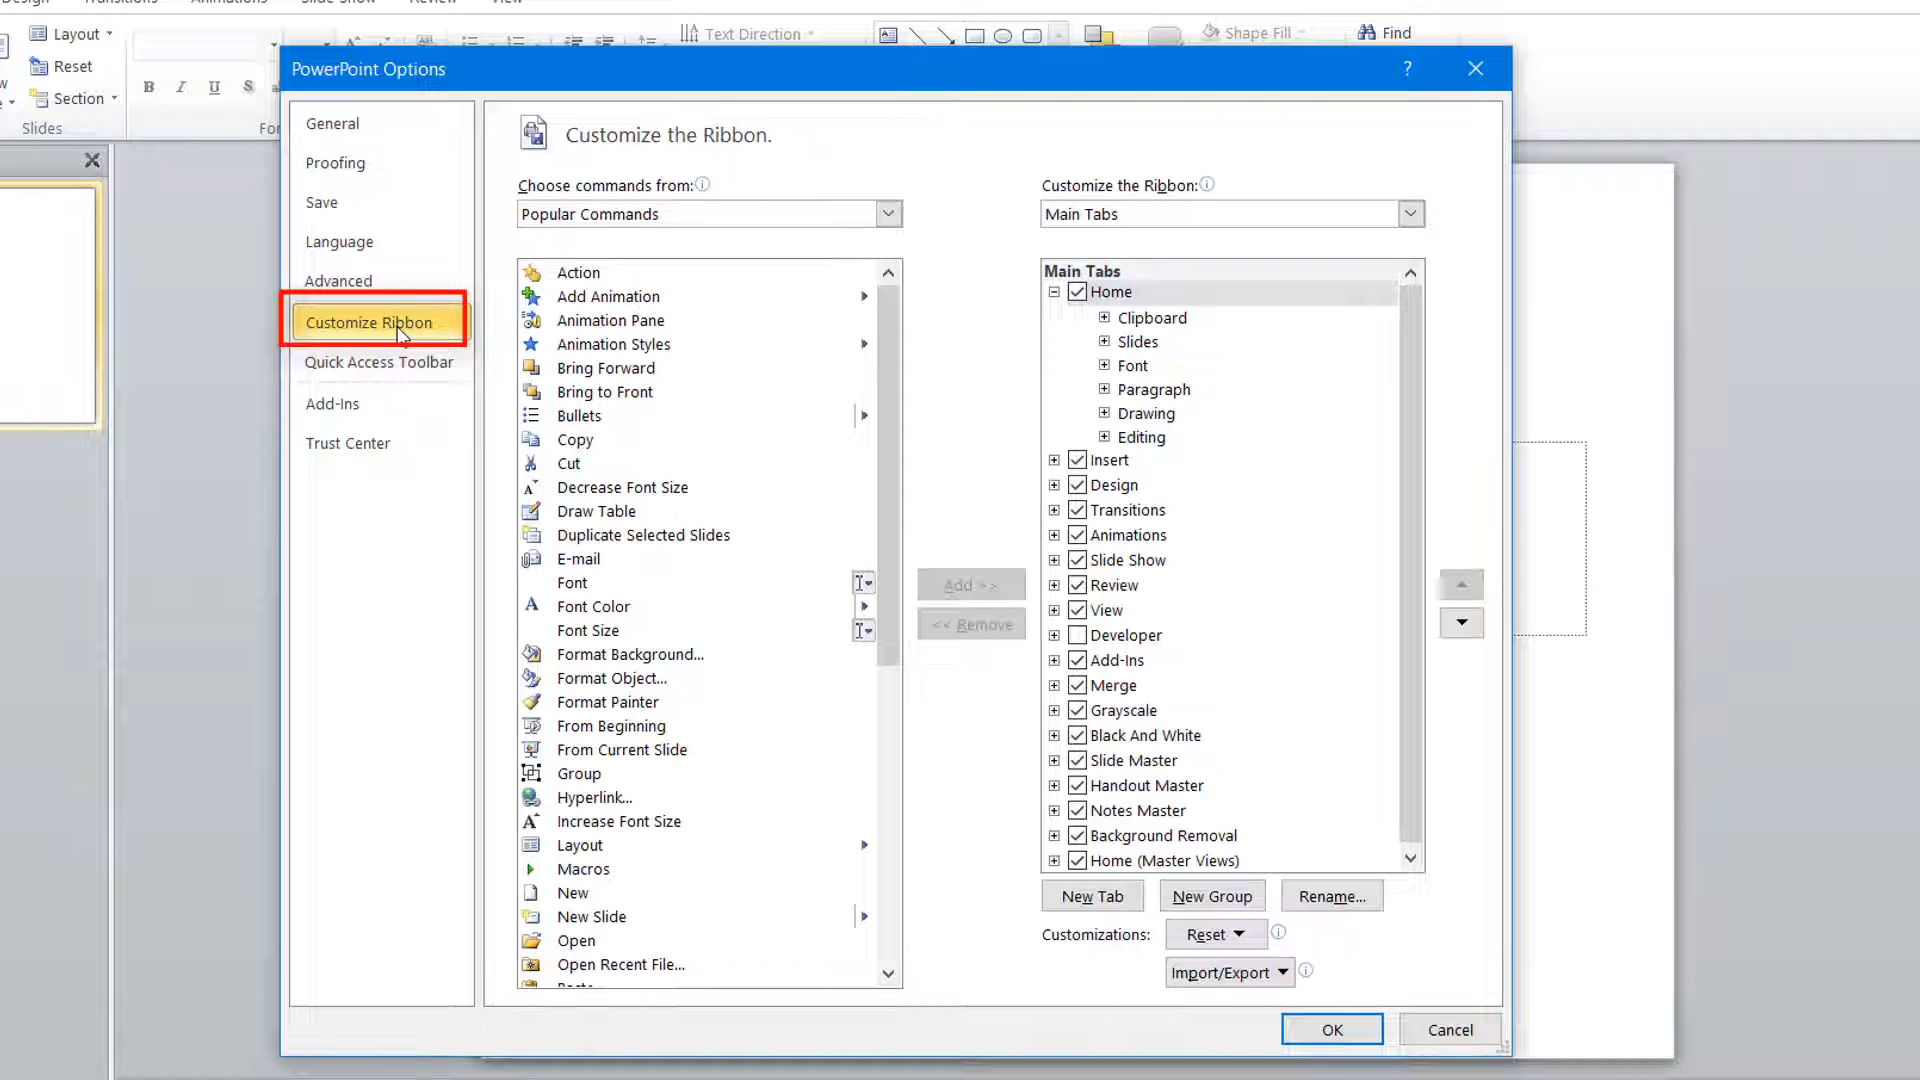 Design Transitions Animations Slide Show Review View
Layout
Reset
Section
Slides
B I U S
Text Direction
Shape Fill
Find
PowerPoint Options
?
General
Proofing
Save
Language
Advanced
Customize Ribbon
Quick Access Toolbar
Add-Ins
Trust Center
Customize the Ribbon.
Choose commands from:
Popular Commands
Action
Add Animation
Animation Pane
Animation Styles
Bring Forward
Bring to Front
Bullets
Copy
Cut
Decrease Font Size
Draw Table
Duplicate Selected Slides
E-mail
Font
Font Color
Font Size
Format Background...
Format Object...
Format Painter
From Beginning
From Current Slide
Group
Hyperlink...
Increase Font Size
Layout
Macros
New
New Slide
Open
Open Recent File...
Add >>
<< Remove
Customize the Ribbon:
Main Tabs
Main Tabs
Home
Clipboard
Slides
Font
Paragraph
Drawing
Editing
Insert
Design
Transitions
Animations
Slide Show
Review
View
Developer
Add-Ins
Merge
Grayscale
Black And White
Slide Master
Handout Master
Notes Master
Background Removal
Home (Master Views)
New Tab New Group Rename...
Customizations: Reset
Import/Export
OK Cancel